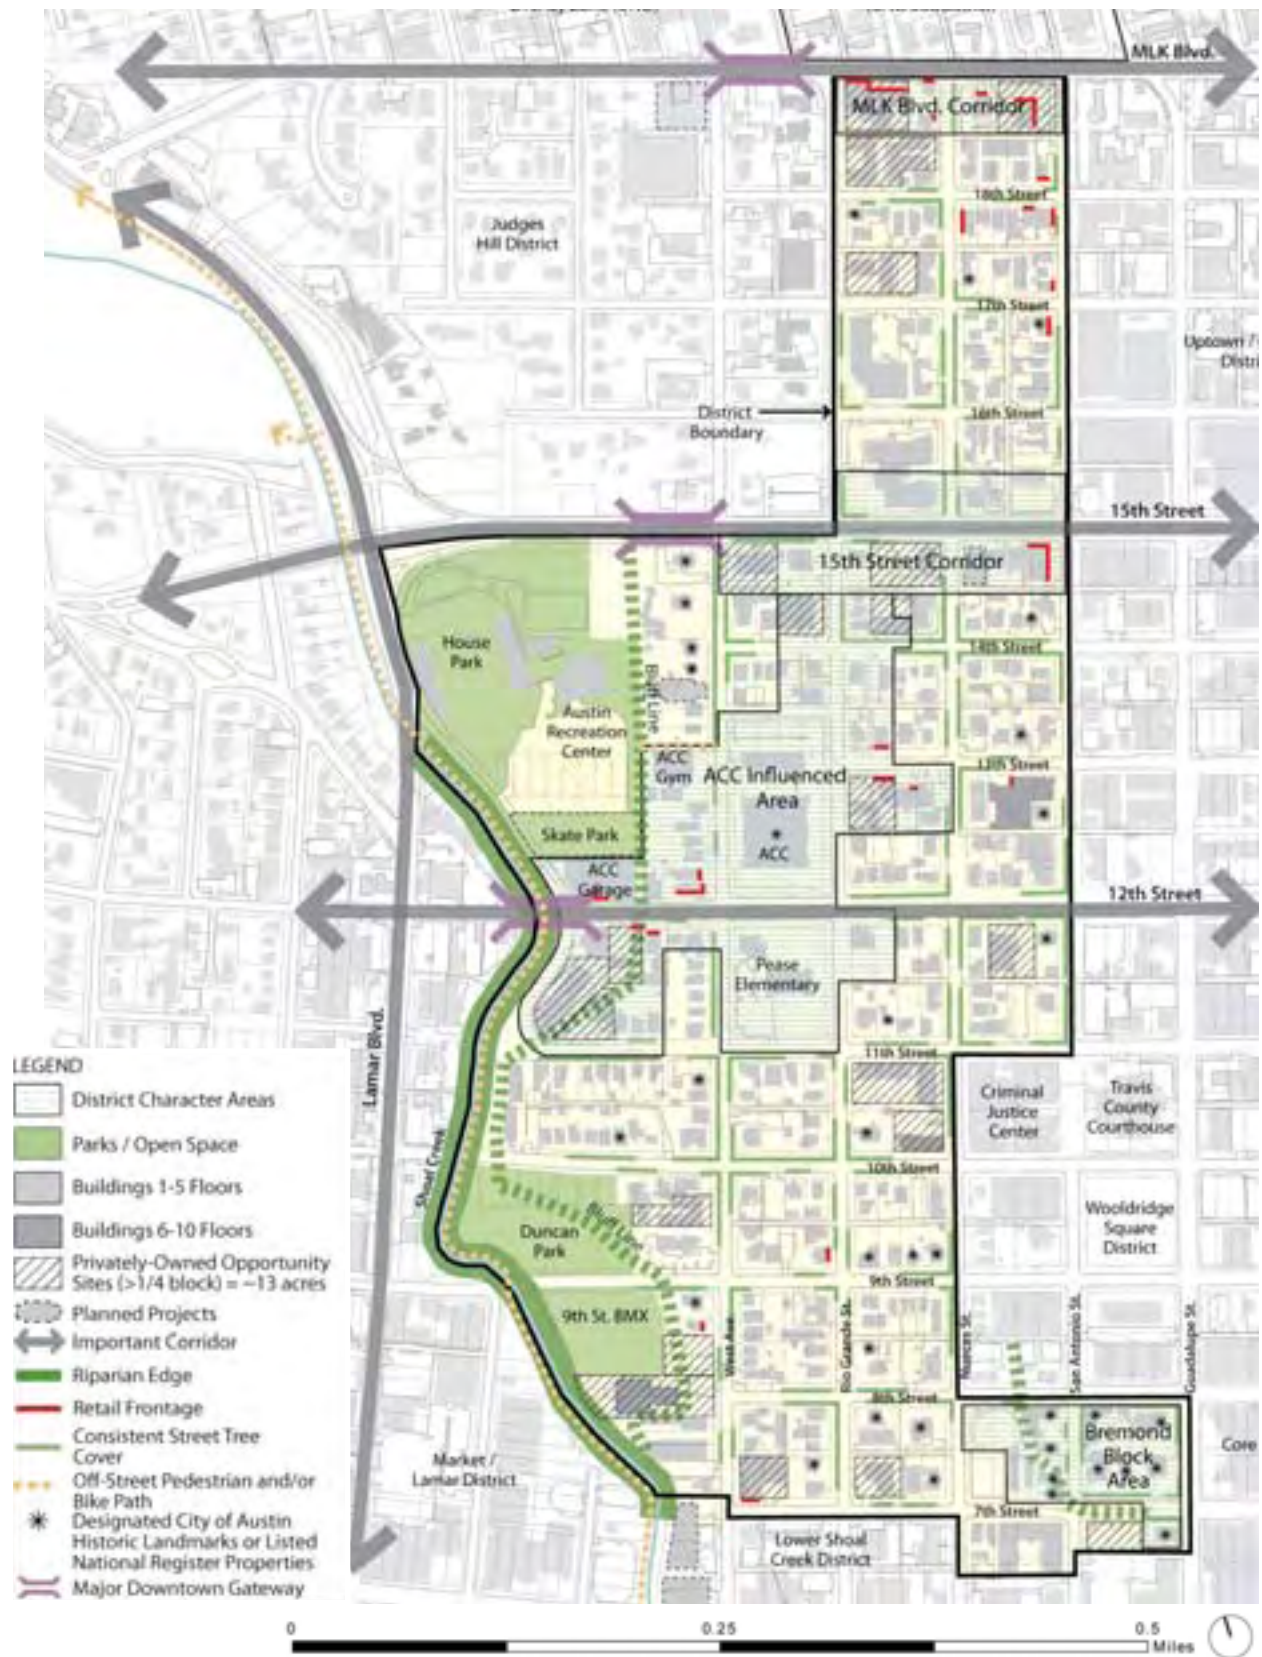 MLK Blvd.
MLK Blvd. Corridor
18th Street
Judges
Hill District
17th Street
Uptown /
Distri
16th Street
District
Boundary
15th Street
15th Street Corridor
14th Street
House
Park
Bluff Line
Austin
Recreation
Center
ACC
Gym
ACC Influenced
Area
13th Street
Skate Park
ACC
ACC
Garage
12th Street
Pease
Elementary
Lamar Blvd.
11th Street
Criminal
Justice
Center
Travis
County
Courthouse
Shoal Creek
10th Street
Duncan
Park
Bluff Line
Wooldridge
Square
District
9th Street
9th St. BMX
West Ave.
Rio Grande St.
Nueces St.
San Antonio St.
Guadalupe St.
8th Street
Bremond
Block
Area
Core
Market /
Lamar District
7th Street
Lower Shoal
Creek District
LEGEND
District Character Areas
Parks / Open Space
Buildings 1-5 Floors
Buildings 6-10 Floors
Privately-Owned Opportunity
Sites (>1/4 block) = ~13 acres
Planned Projects
Important Corridor
Riparian Edge
Retail Frontage
Consistent Street Tree
Cover
Off-Street Pedestrian and/or
Bike Path
Designated City of Austin
Historic Landmarks or Listed
National Register Properties
Major Downtown Gateway
0
0.25
0.5
Miles